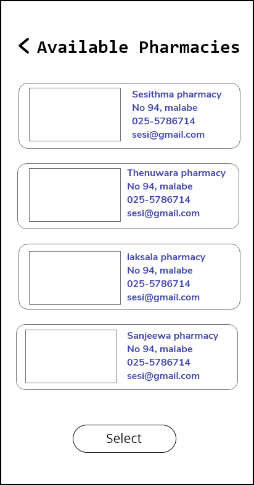 Available Pharmacies
Sesithma pharmacy
No 94, malabe
025-5786714
sesi@gmail.com
Thenuwara pharmacy
No 94, malabe
025-5786714
sesi@gmail.com
laksala pharmacy
No 94, malabe
025-5786714
sesi@gmail.com
Sanjeewa pharmacy
No 94, malabe
025-5786714
sesi@gmail.com
Select